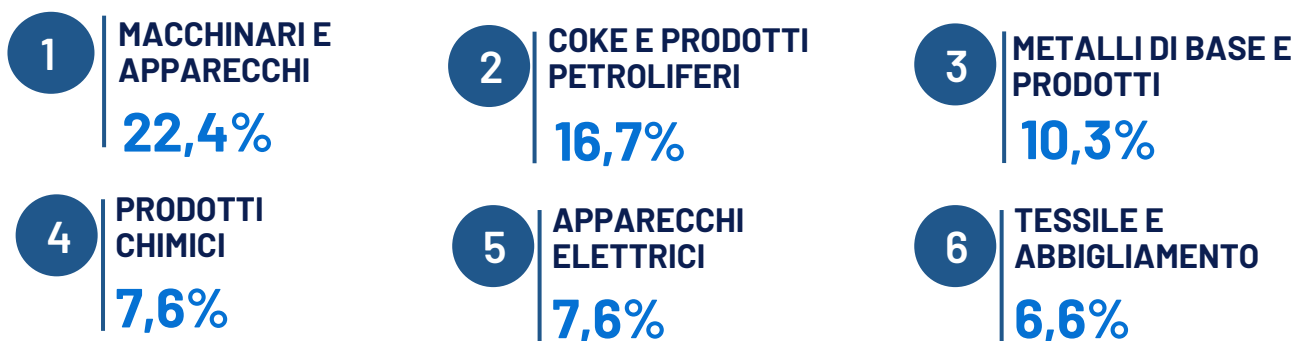 1
MACCHINARI E
APPARECCHI
22,4%
2
COKE E PRODOTTI
PETROLIFERI
16,7%
3
METALLI DI BASE E
PRODOTTI
10,3%
4
PRODOTTI
CHIMICI
7,6%
5
APPARECCHI
ELETTRICI
7,6%
6
TESSILE E
ABBIGLIAMENTO
6,6%